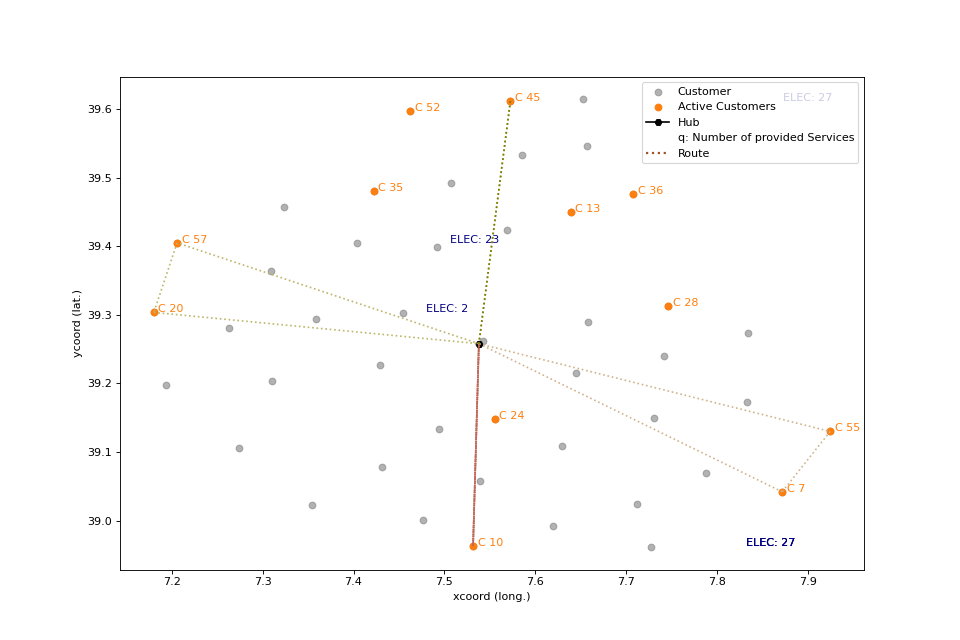 Customer
Active Customers
Hub
q: Number of provided Services
Route
ELEC: 27
C 45
C 52
C 35
C 36
C 13
C 57
ELEC: 23
C 20
ELEC: 2
C 28
C 24
C 55
C 7
C 10
ELEC: 27
39.6
39.5
39.4
39.3
39.2
39.1
39.0
ycoord (lat.)
7.2 7.3 7.4 7.5 7.6 7.7 7.8 7.9
xcoord (long.)